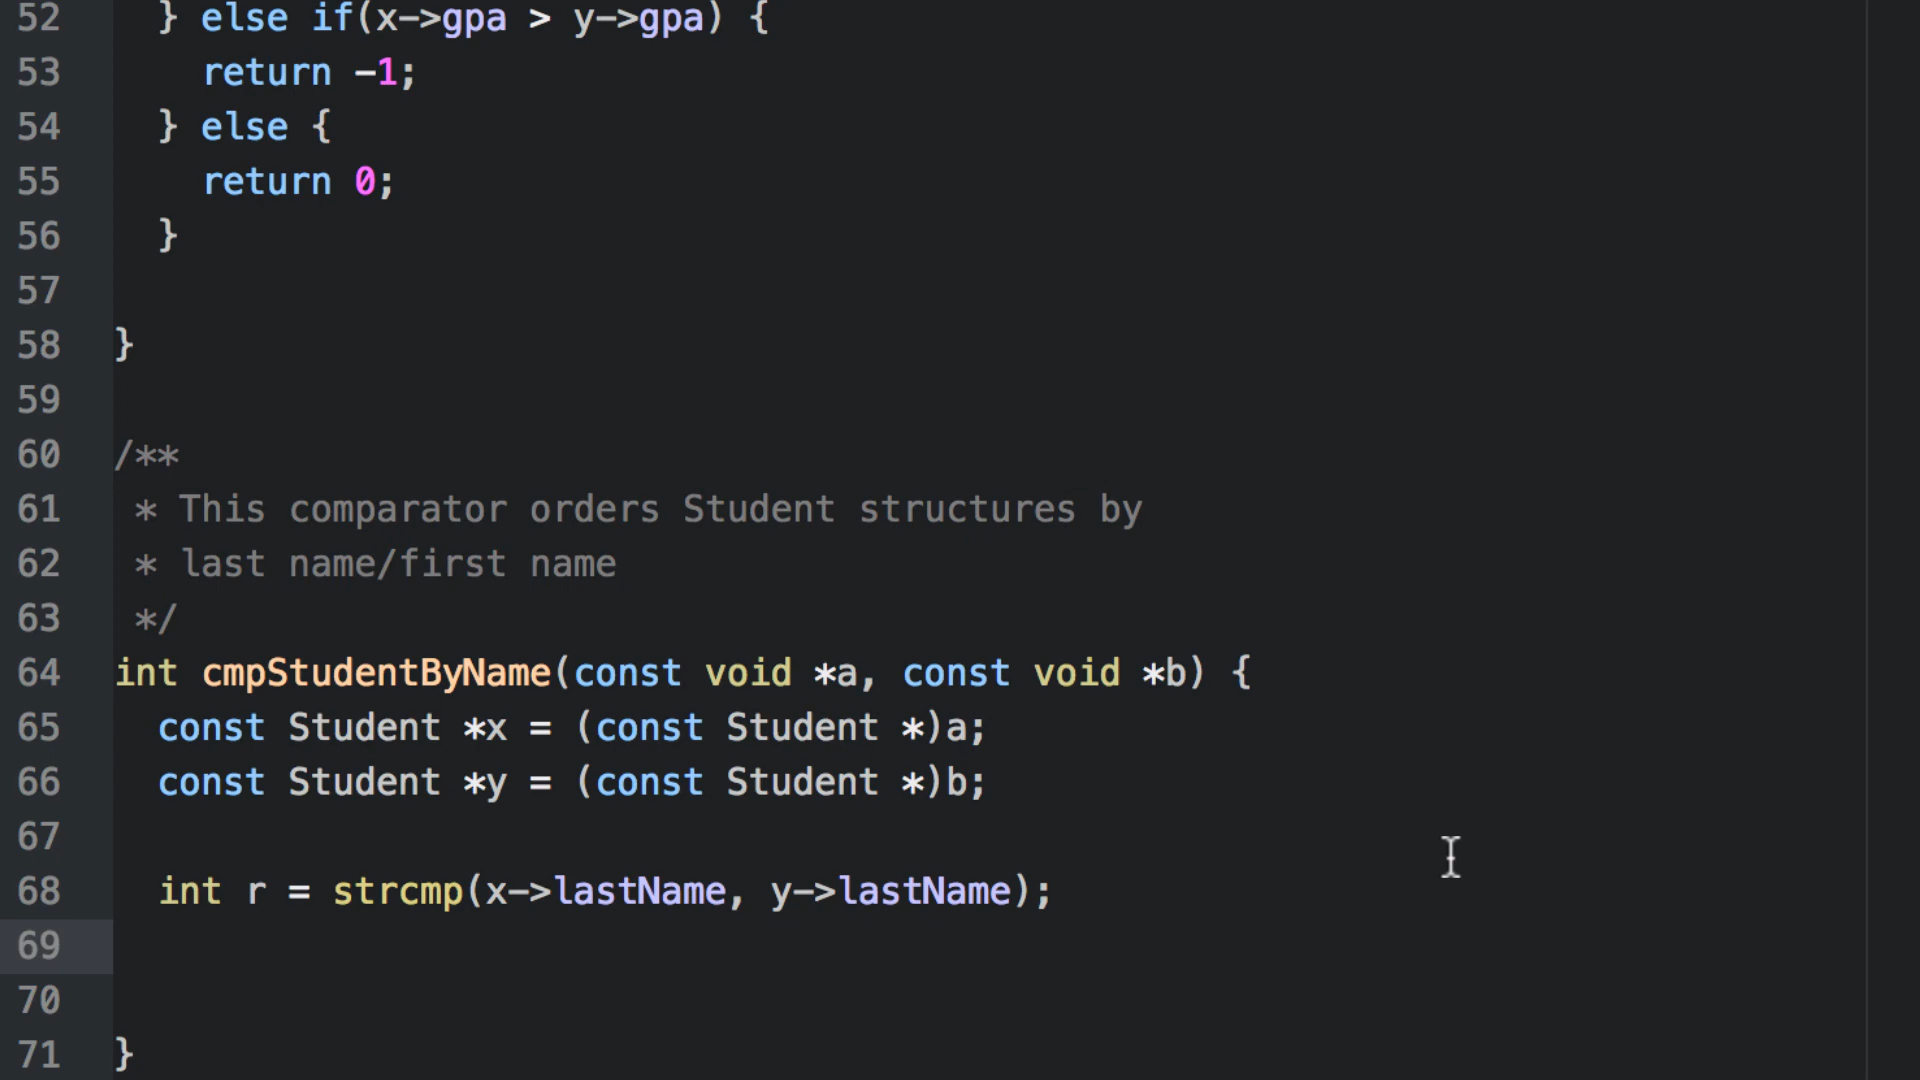 52 } else if(x->gpa > y->gpa) {
53 return -1;
54 } else {
55 return 0;
56 }
57
58 }
59
60 /**
61 * This comparator orders Student structures by
62 * last name/first name
63 */
64 int cmpStudentByName(const void *a, const void *b) {
65 const Student *x = (const Student *)a;
66 const Student *y = (const Student *)b;
67
68 int r = strcmp(x->lastName, y->lastName);
69
70
71 }